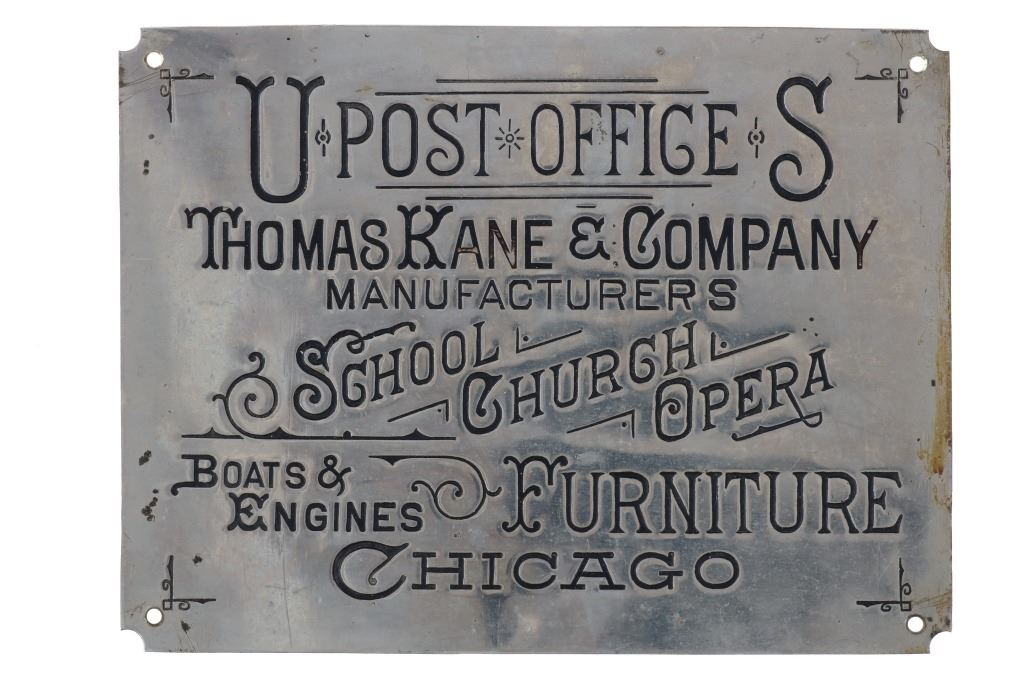 U POST OFFICE S
THOMAS KANE & COMPANY
MANUFACTURERS
SCHOOL CHURCH OPERA
BOATS & ENGINES FURNITURE
CHICAGO